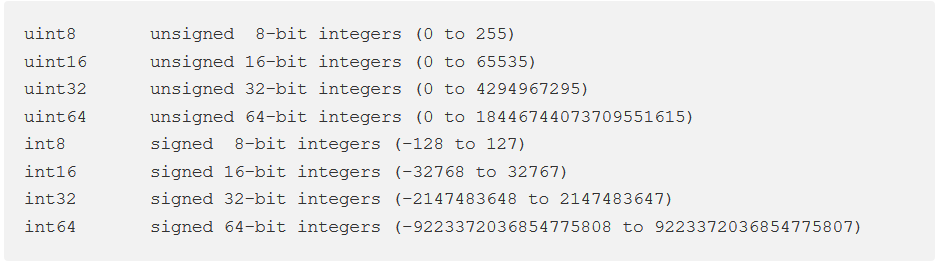 uint8       unsigned  8-bit integers (0 to 255)
uint16      unsigned 16-bit integers (0 to 65535)
uint32      unsigned 32-bit integers (0 to 4294967295)
uint64      unsigned 64-bit integers (0 to 18446744073709551615)
int8        signed  8-bit integers (-128 to 127)
int16       signed 16-bit integers (-32768 to 32767)
int32       signed 32-bit integers (-2147483648 to 2147483647)
int64       signed 64-bit integers (-9223372036854775808 to 9223372036854775807)